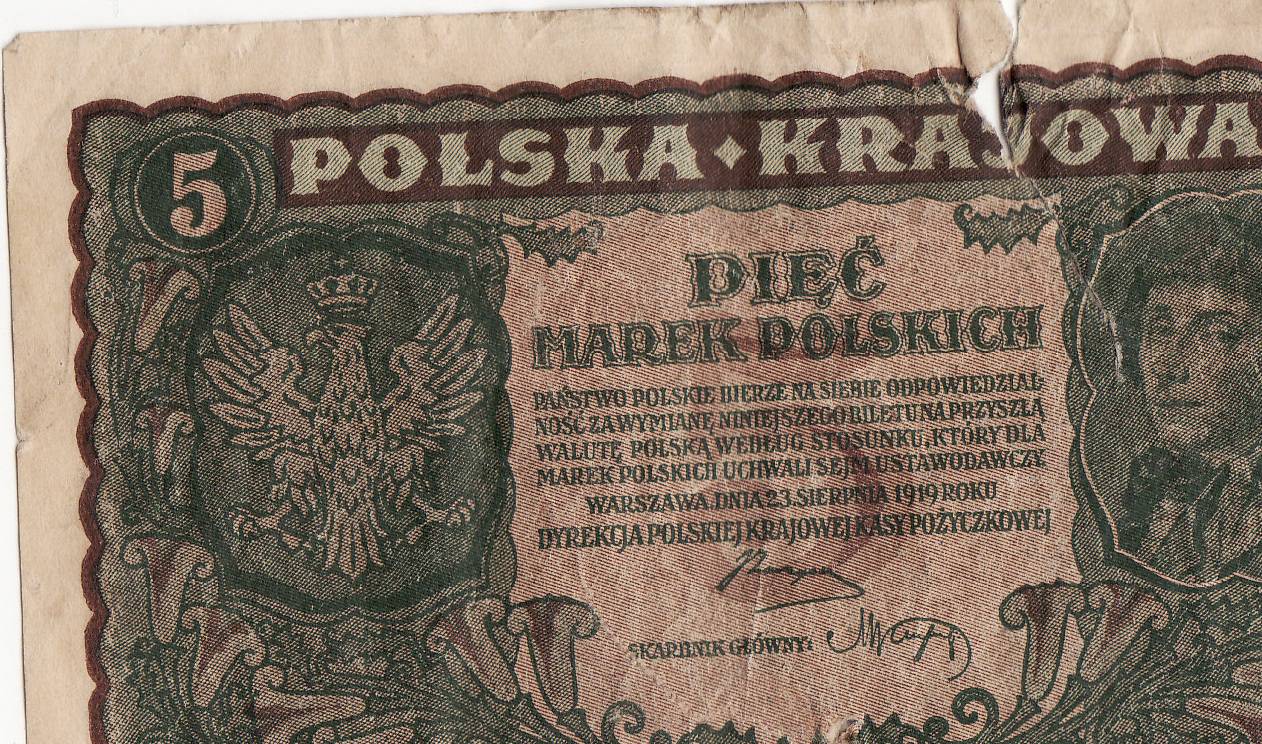 5 POLSKA · KRAJOWA
PIĘĆ
MAREK POLSKICH
PAŃSTWO POLSKIE BIERZE NA SIEBIE ODPOWIEDZIAL-
NOŚĆ ZA WYMIANĘ NINIEJSZEGO BILETU NA PRZYSZŁĄ
WALUTĘ POLSKĄ WEDŁUG STOSUNKU, KTÓRY DLA
MAREK POLSKICH UCHWALI SEJM USTAWODAWCZY.
WARSZAWA, DNIA 23. SIERPNIA 1919 ROKU
DYREKCJA POLSKIEJ KRAJOWEJ KASY POŻYCZKOWEJ
SKARBNIK GŁÓWNY: